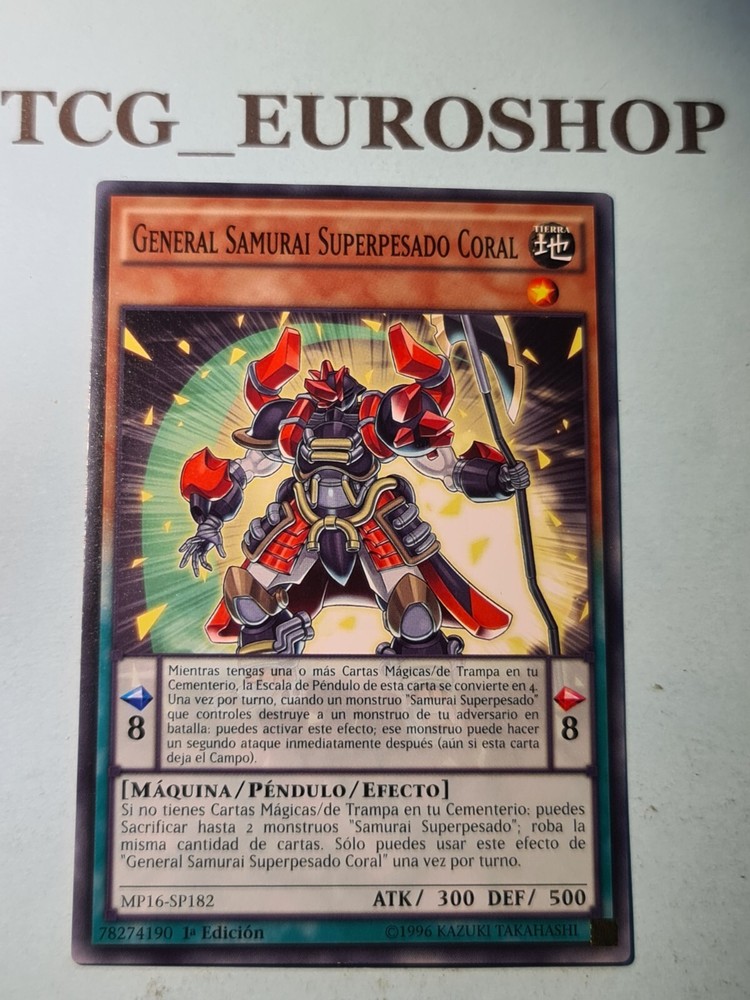 TCG_EUROSHOP
GENERAL SAMURAI SUPERPESADO CORAL
TIERRA
地
Mientras tengas una o más Cartas Mágicas/de Trampa en tu
Cementerio, la Escala de Péndulo de esta carta se convierte en 4.
Una vez por turno, cuando un monstruo "Samurai Superpesado"
que controles destruye a un monstruo de tu adversario en
batalla: puedes activar este efecto; ese monstruo puede hacer
un segundo ataque inmediatamente después (aún si esta carta
deja el Campo).
8
8
[MÁQUINA/PÉNDULO/EFECTO]
Si no tienes Cartas Mágicas/de Trampa en tu Cementerio: puedes
Sacrificar hasta 2 monstruos "Samurai Superpesado"; roba la
misma cantidad de cartas. Sólo puedes usar este efecto de
"General Samurai Superpesado Coral" una vez por turno.
MP16-SP182
ATK/ 300 DEF/ 500
78274190 1ª Edición
©1996 KAZUKI TAKAHASHI